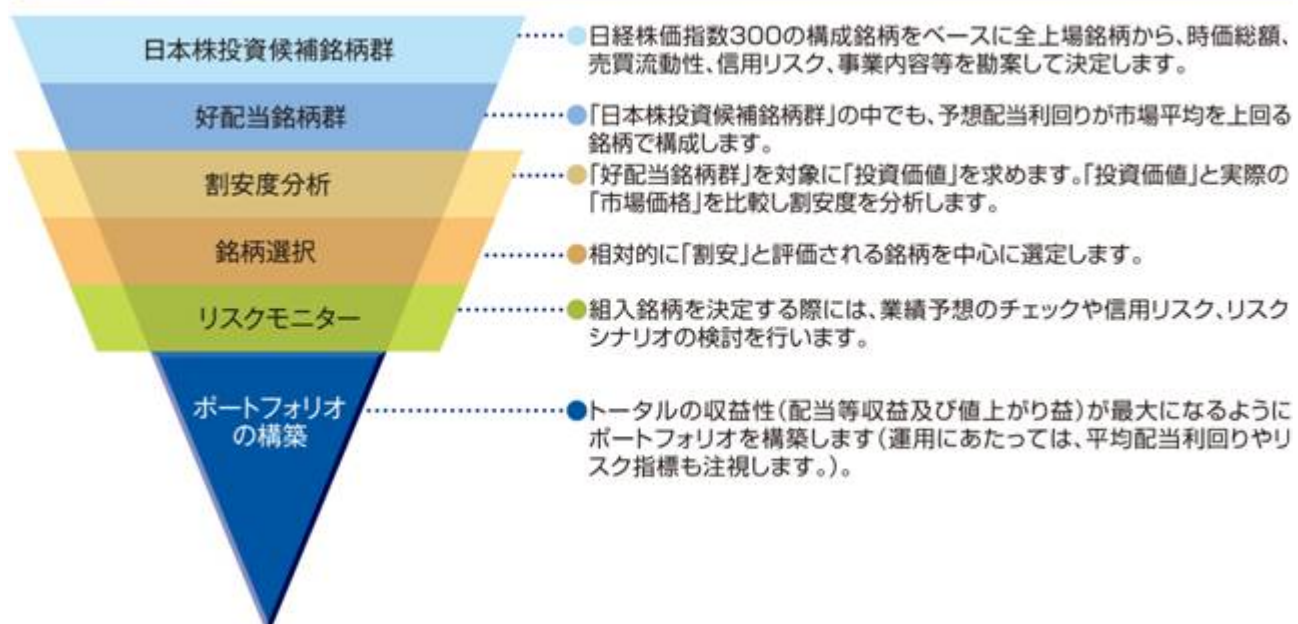 日本株投資候補銘柄群
日経株価指数300の構成銘柄をベースに全上場銘柄から、時価総額、
売買流動性、信用リスク、事業内容等を勘案して決定します。
好配当銘柄群
「日本株投資候補銘柄群」の中でも、予想配当利回りが市場平均を上回る
銘柄で構成します。
割安度分析
「好配当銘柄群」を対象に「投資価値」を求めます。「投資価値」と実際の
「市場価格」を比較し割安度を分析します。
銘柄選択
相対的に「割安」と評価される銘柄を中心に選定します。
リスクモニター
組入銘柄を決定する際には、業績予想のチェックや信用リスク、リスク
シナリオの検討を行います。
ポートフォリオ
の構築
トータルの収益性(配当等収益及び値上がり益)が最大になるように
ポートフォリオを構築します(運用にあたっては、平均配当利回りやリ
スク指標も注視します。)。